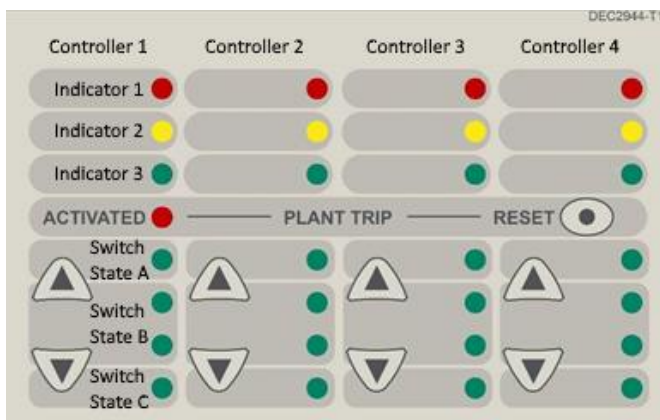 DEC2944-T1
Controller 1 Controller 2 Controller 3 Controller 4
Indicator 1
Indicator 2
Indicator 3
ACTIVATED PLANT TRIP RESET
Switch
State A
Switch
State B
Switch
State C